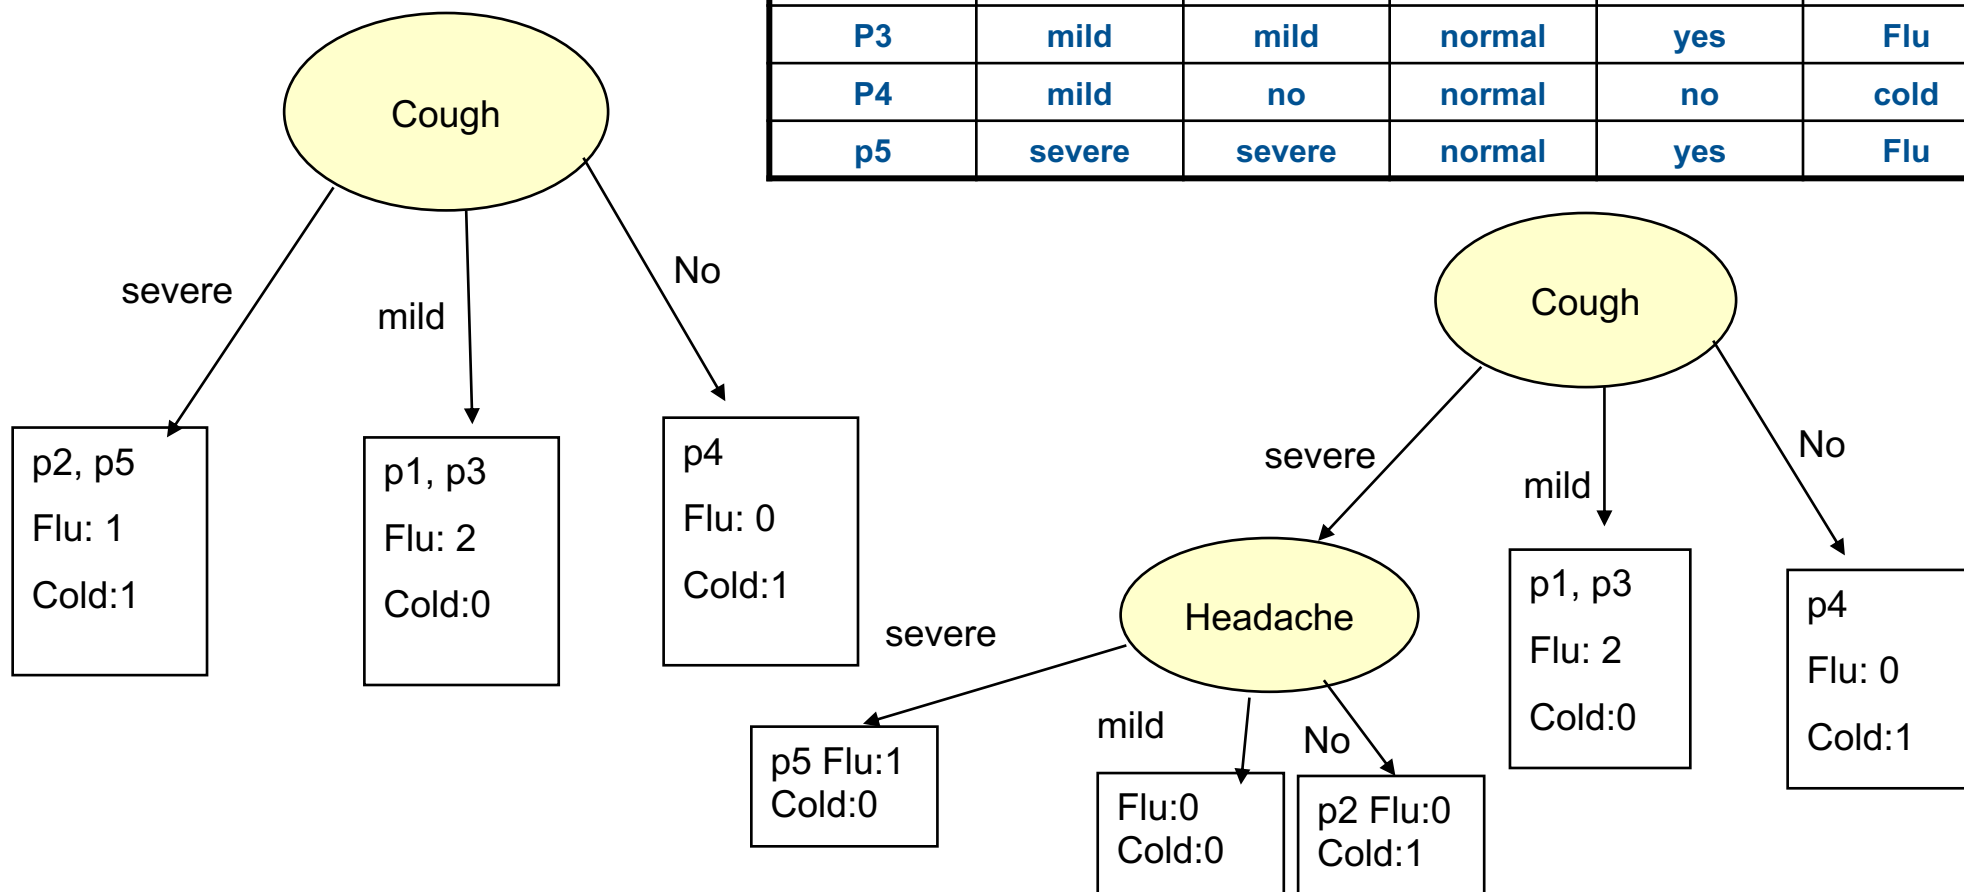 P3 mild mild normal yes Flu
P4 mild no normal no cold
p5 severe severe normal yes Flu
Cough
severe
mild
No
p2, p5
Flu: 1
Cold:1
p1, p3
Flu: 2
Cold:0
p4
Flu: 0
Cold:1
Cough
severe
mild
No
Headache
p1, p3
Flu: 2
Cold:0
p4
Flu: 0
Cold:1
severe
mild
No
p5 Flu:1
Cold:0
Flu:0
Cold:0
p2 Flu:0
Cold:1